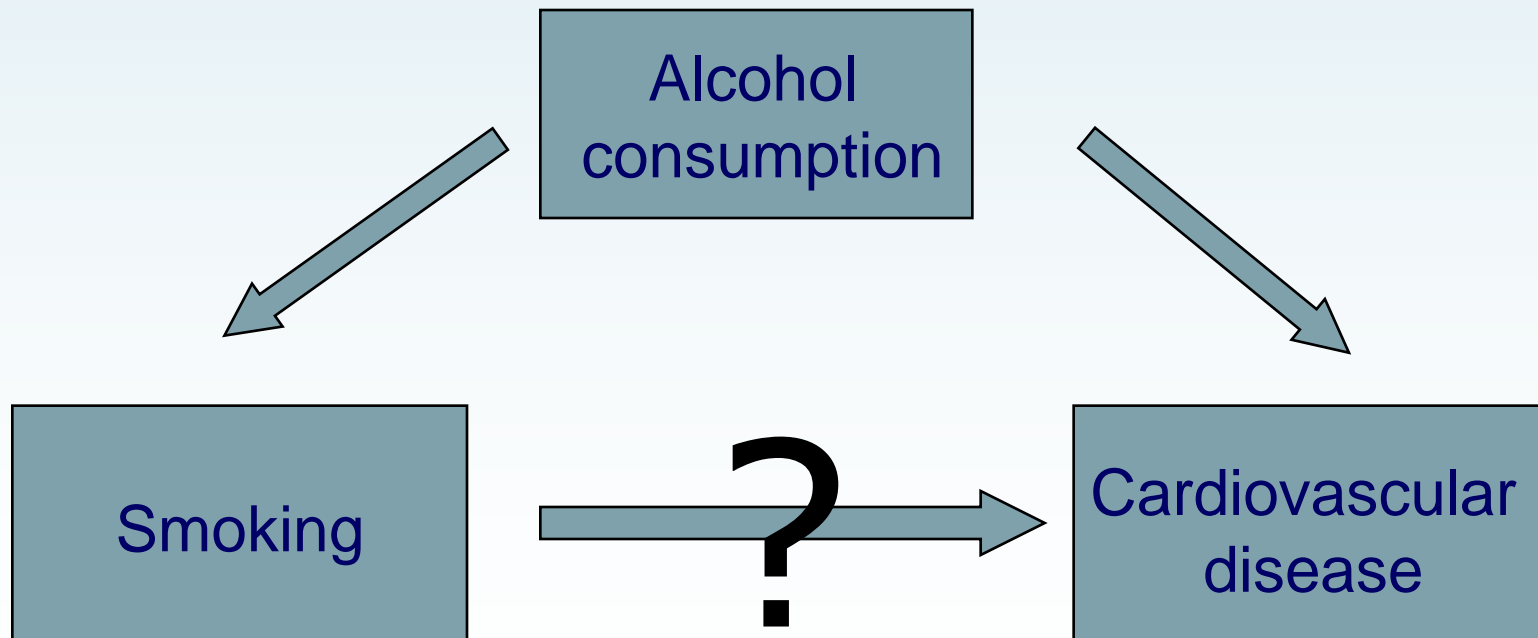 Alcohol
consumption
Smoking
?
Cardiovascular
disease